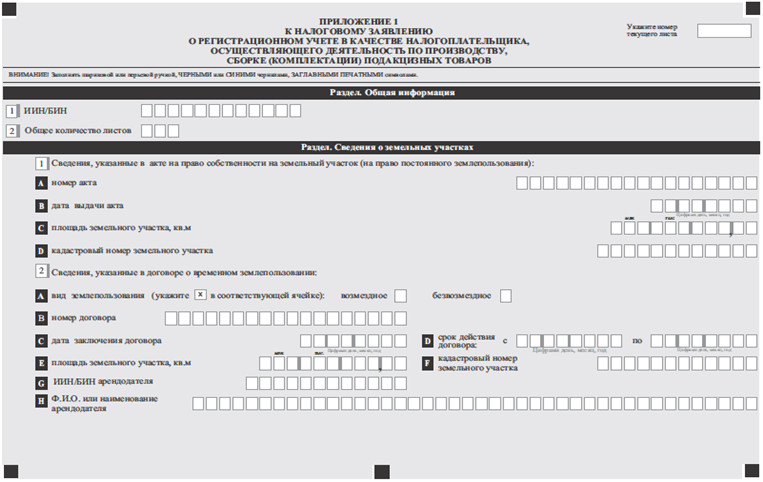 ПРИЛОЖЕНИЕ 1
К НАЛОГОВОМУ ЗАЯВЛЕНИЮ
О РЕГИСТРАЦИОННОМ УЧЕТЕ В КАЧЕСТВЕ НАЛОГОПЛАТЕЛЬЩИКА,
ОСУЩЕСТВЛЯЮЩЕГО ДЕЯТЕЛЬНОСТЬ ПО ПРОИЗВОДСТВУ,
СБОРКЕ (КОМПЛЕКТАЦИИ) ПОДАКЦИЗНЫХ ТОВАРОВ
Укажите номер
текущего листа
ВНИМАНИЕ! Заполнять шариковой или перьевой ручкой, ЧЕРНЫМИ или СИНИМИ чернилами, ЗАГЛАВНЫМИ ПЕЧАТНЫМИ символами.
Раздел. Общая информация
1 ИИН/БИН
2 Общее количество листов
Раздел. Сведения о земельных участках
1 Сведения, указанные в акте на право собственности на земельный участок (на право постоянного землепользования):
A номер акта
B дата выдачи акта
Цифрами день, месяц, год
млн тыс.
C площадь земельного участка, кв.м ,
D кадастровый номер земельного участка
2 Сведения, указанные в договоре о временном землепользовании:
A вид землепользования (укажите x в соответствующей ячейке): возмездное безвозмездное
B номер договора
C дата заключения договора D срок действия договора: с по
Цифрами день, месяц, год Цифрами день, месяц, год Цифрами день, месяц, год
млн тыс.
E площадь земельного участка, кв.м , F кадастровый номер земельного участка
G ИИН/БИН арендодателя
H Ф.И.О. или наименование
арендодателя